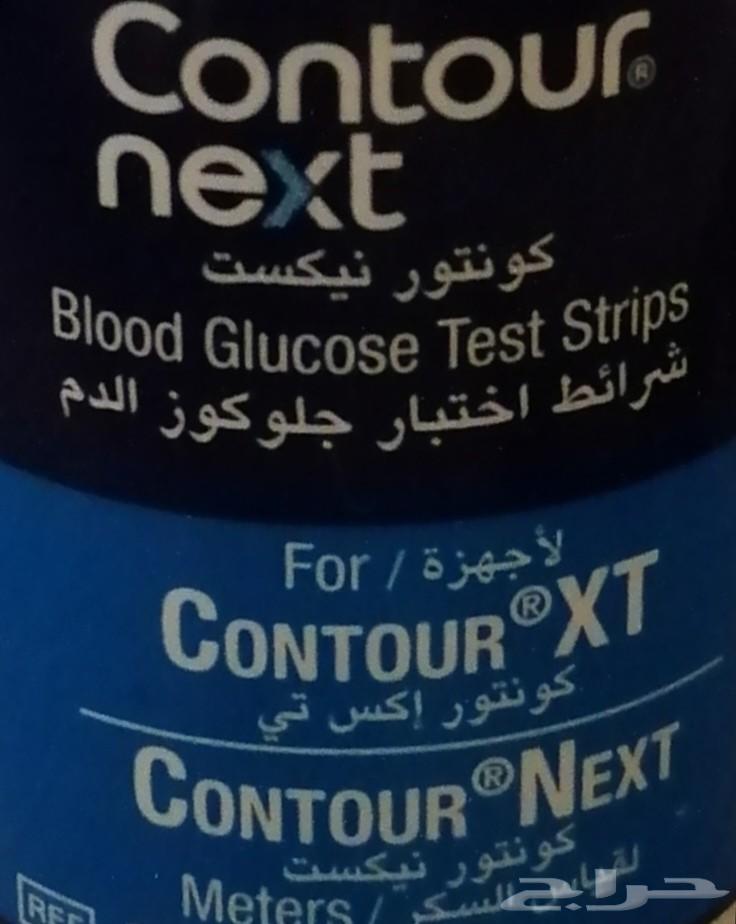 Contour®
next
كونتور نيكست
Blood Glucose Test Strips
شرائط اختبار جلوكوز الدم
For / لأجهزة
CONTOUR®XT
كونتور إكس تي
CONTOUR®NEXT
كونتور نيكست
Meters / لقياس السكر
حراج
REF